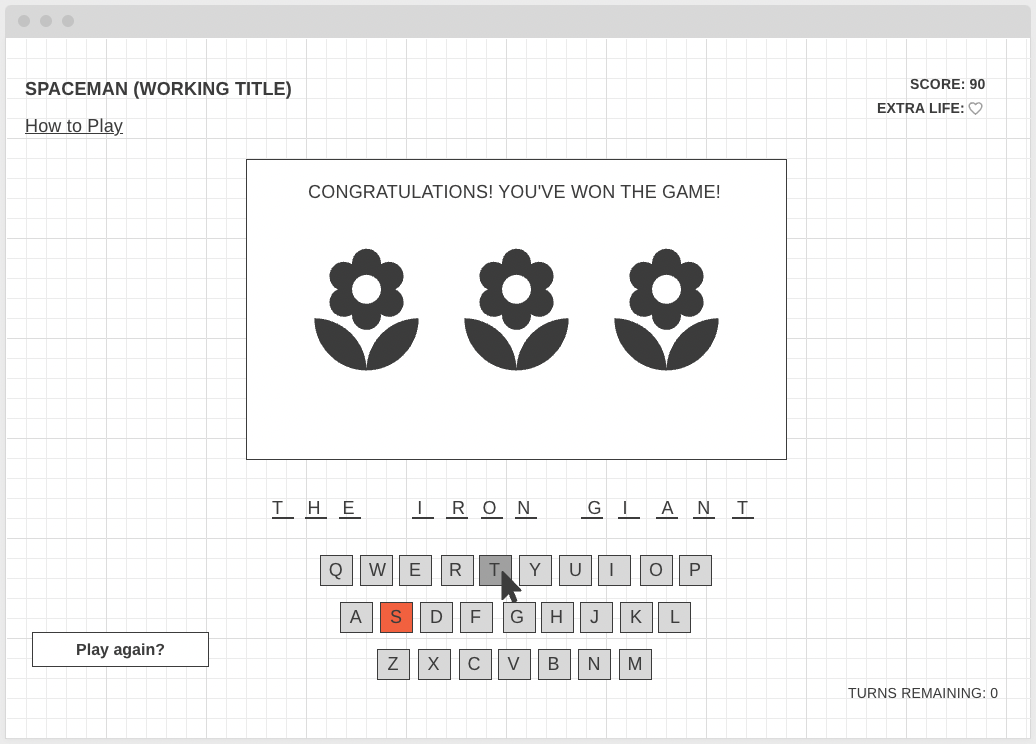 SPACEMAN (WORKING TITLE)
SCORE: 90
How to Play
EXTRA LIFE:
CONGRATULATIONS! YOU'VE WON THE GAME!
T H E I R O N G I A N T
Q W E R T Y U I O P
A S D F G H J K L
Play again?
Z X C V B N M
TURNS REMAINING: 0